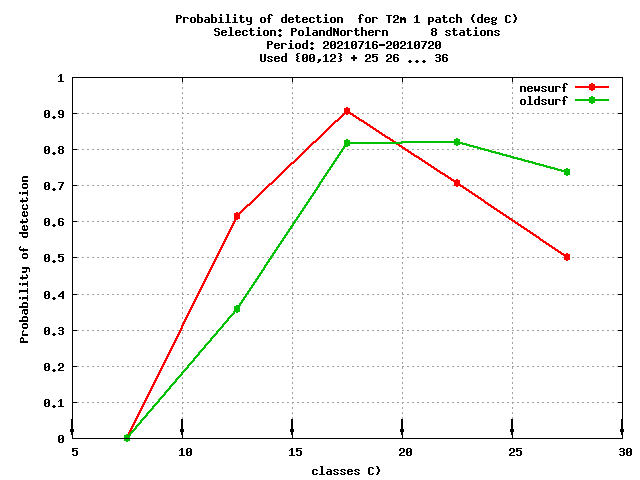 Probability of detection  for T2m 1 patch (deg C)
Selection: PolandNorthern      8 stations
Period: 20210716-20210720
Used {00,12} + 25 26 ... 36
newsurf
oldsurf
Probability of detection
1
0.9
0.8
0.7
0.6
0.5
0.4
0.3
0.2
0.1
0
5 10 15 20 25 30
classes C)